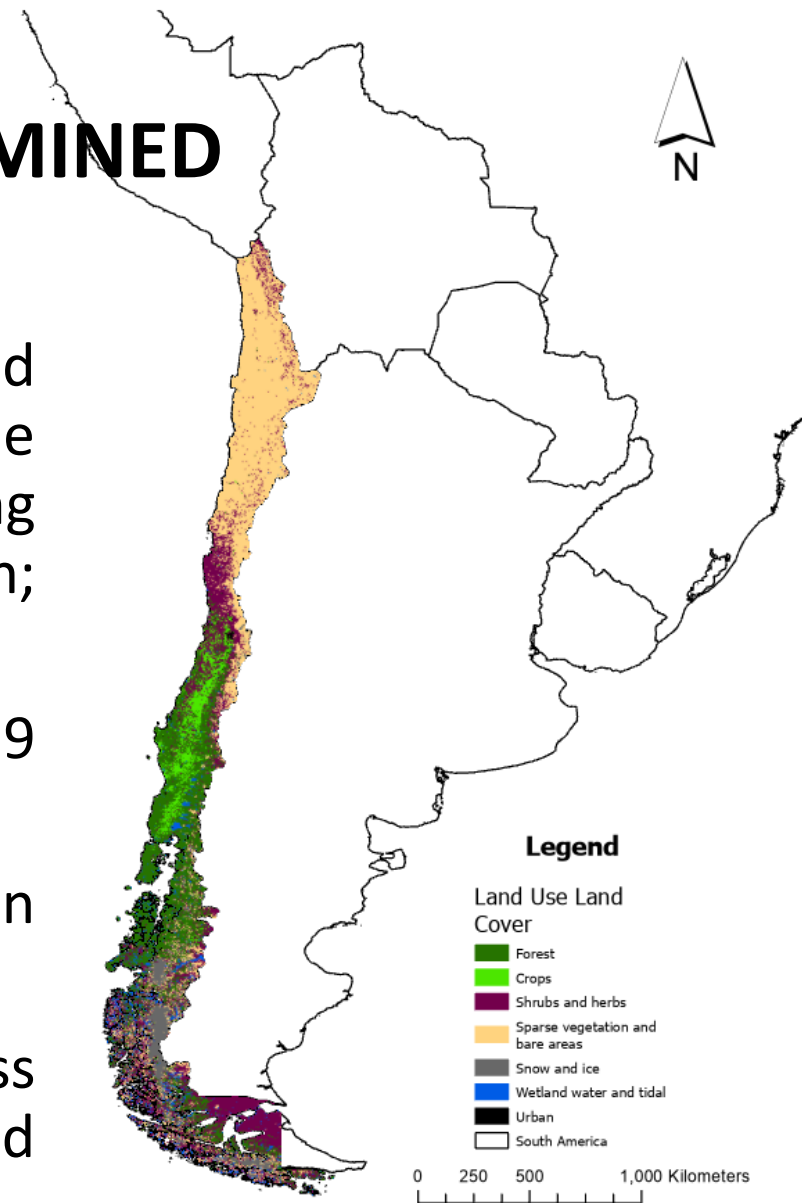 N
MINED
d
e
ng
n;
9
n
ss
d
Legend
Land Use Land
Cover
Forest
Crops
Shrubs and herbs
Sparse vegetation and
bare areas
Snow and ice
Wetland water and tidal
Urban
South America
0 250 500 1,000 Kilometers